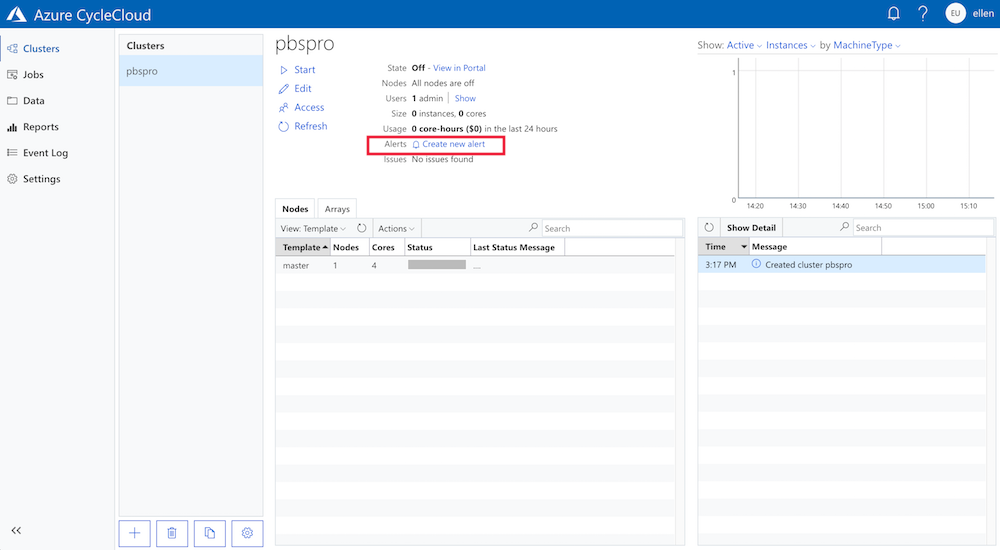 Azure CycleCloud
? EU ellen
Clusters
Jobs
Data
Reports
Event Log
Settings
Clusters
pbspro
pbspro
Start
Edit
Access
Refresh
State Off - View in Portal
Nodes All nodes are off
Users 1 admin | Show
Size 0 instances, 0 cores
Usage 0 core-hours ($0) in the last 24 hours
Alerts Create new alert
Issues No issues found
Show: Active Instances by MachineType
1
0
14:20 14:30 14:40 14:50 15:00 15:10
Nodes Arrays
View: Template Actions Search
Template Nodes Cores Status Last Status Message
master 1 4 ...
Show Detail Search
Time Message
3:17 PM Created cluster pbspro